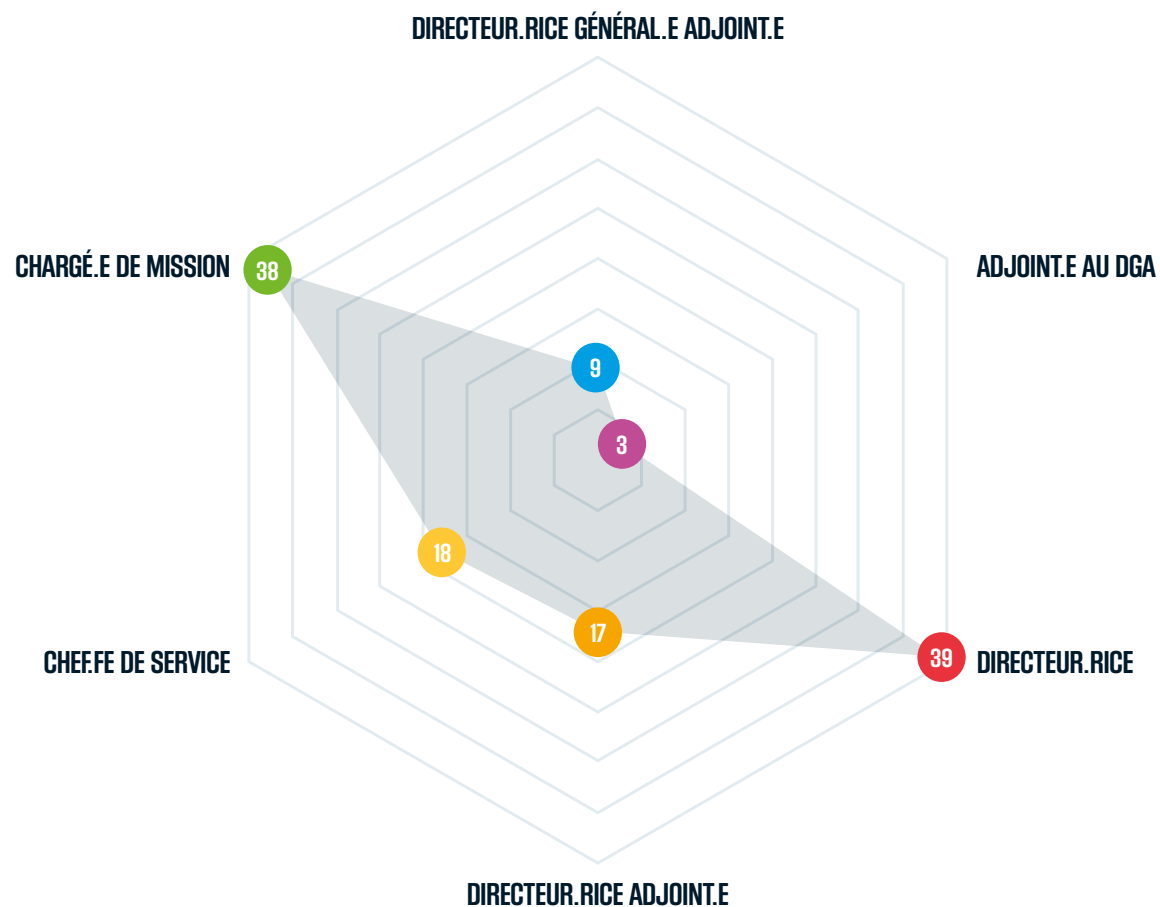 DIRECTEUR.RICE GÉNÉRAL.E ADJOINT.E
CHARGÉ.E DE MISSION
38
ADJOINT.E AU DGA
9
3
18
17
CHEF.FE DE SERVICE
39
DIRECTEUR.RICE
DIRECTEUR.RICE ADJOINT.E